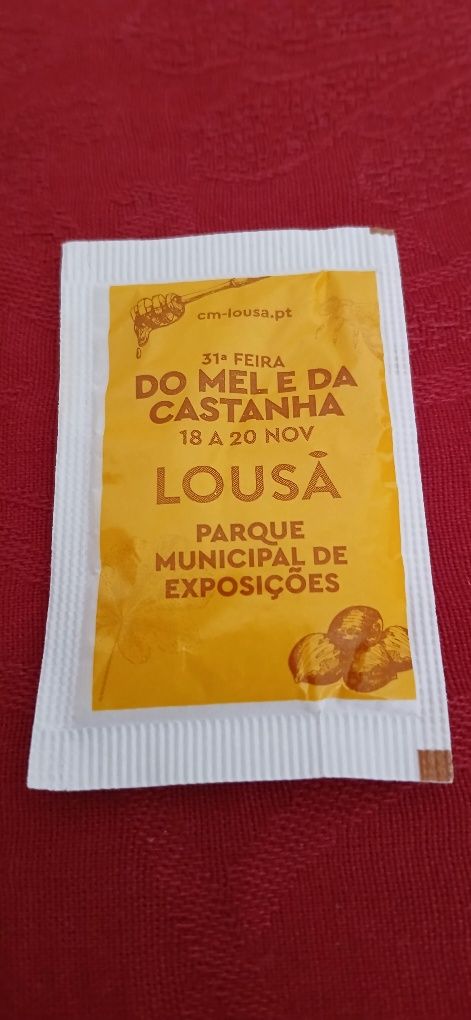 cm-lousa.pt
31ª FEIRA
DO MEL E DA
CASTANHA
18 A 20 NOV
LOUSÃ
PARQUE
MUNICIPAL DE
EXPOSIÇÕES